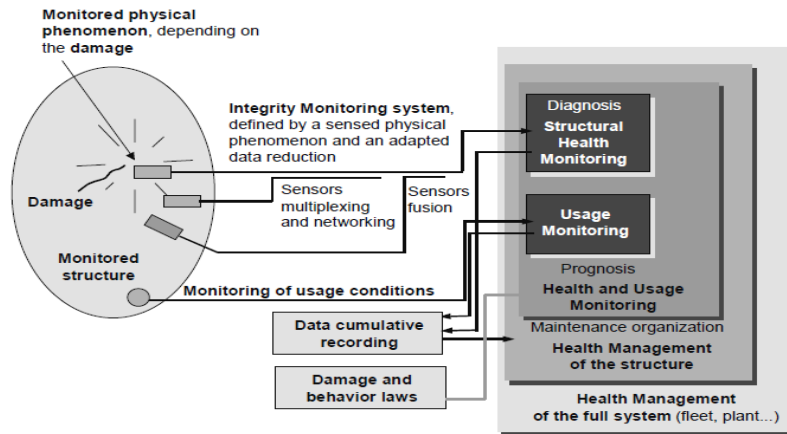 Monitored physical
phenomenon, depending on
the damage
Integrity Monitoring system,
defined by a sensed physical
phenomenon and an adapted
data reduction
Damage
Sensors
multiplexing
and networking
Sensors
fusion
Monitored
structure
Monitoring of usage conditions
Data cumulative
recording
Damage and
behavior laws
Diagnosis
Structural
Health
Monitoring
Usage
Monitoring
Prognosis
Health and Usage
Monitoring
Maintenance organization
Health Management
of the structure
Health Management
of the full system (fleet, plant...)